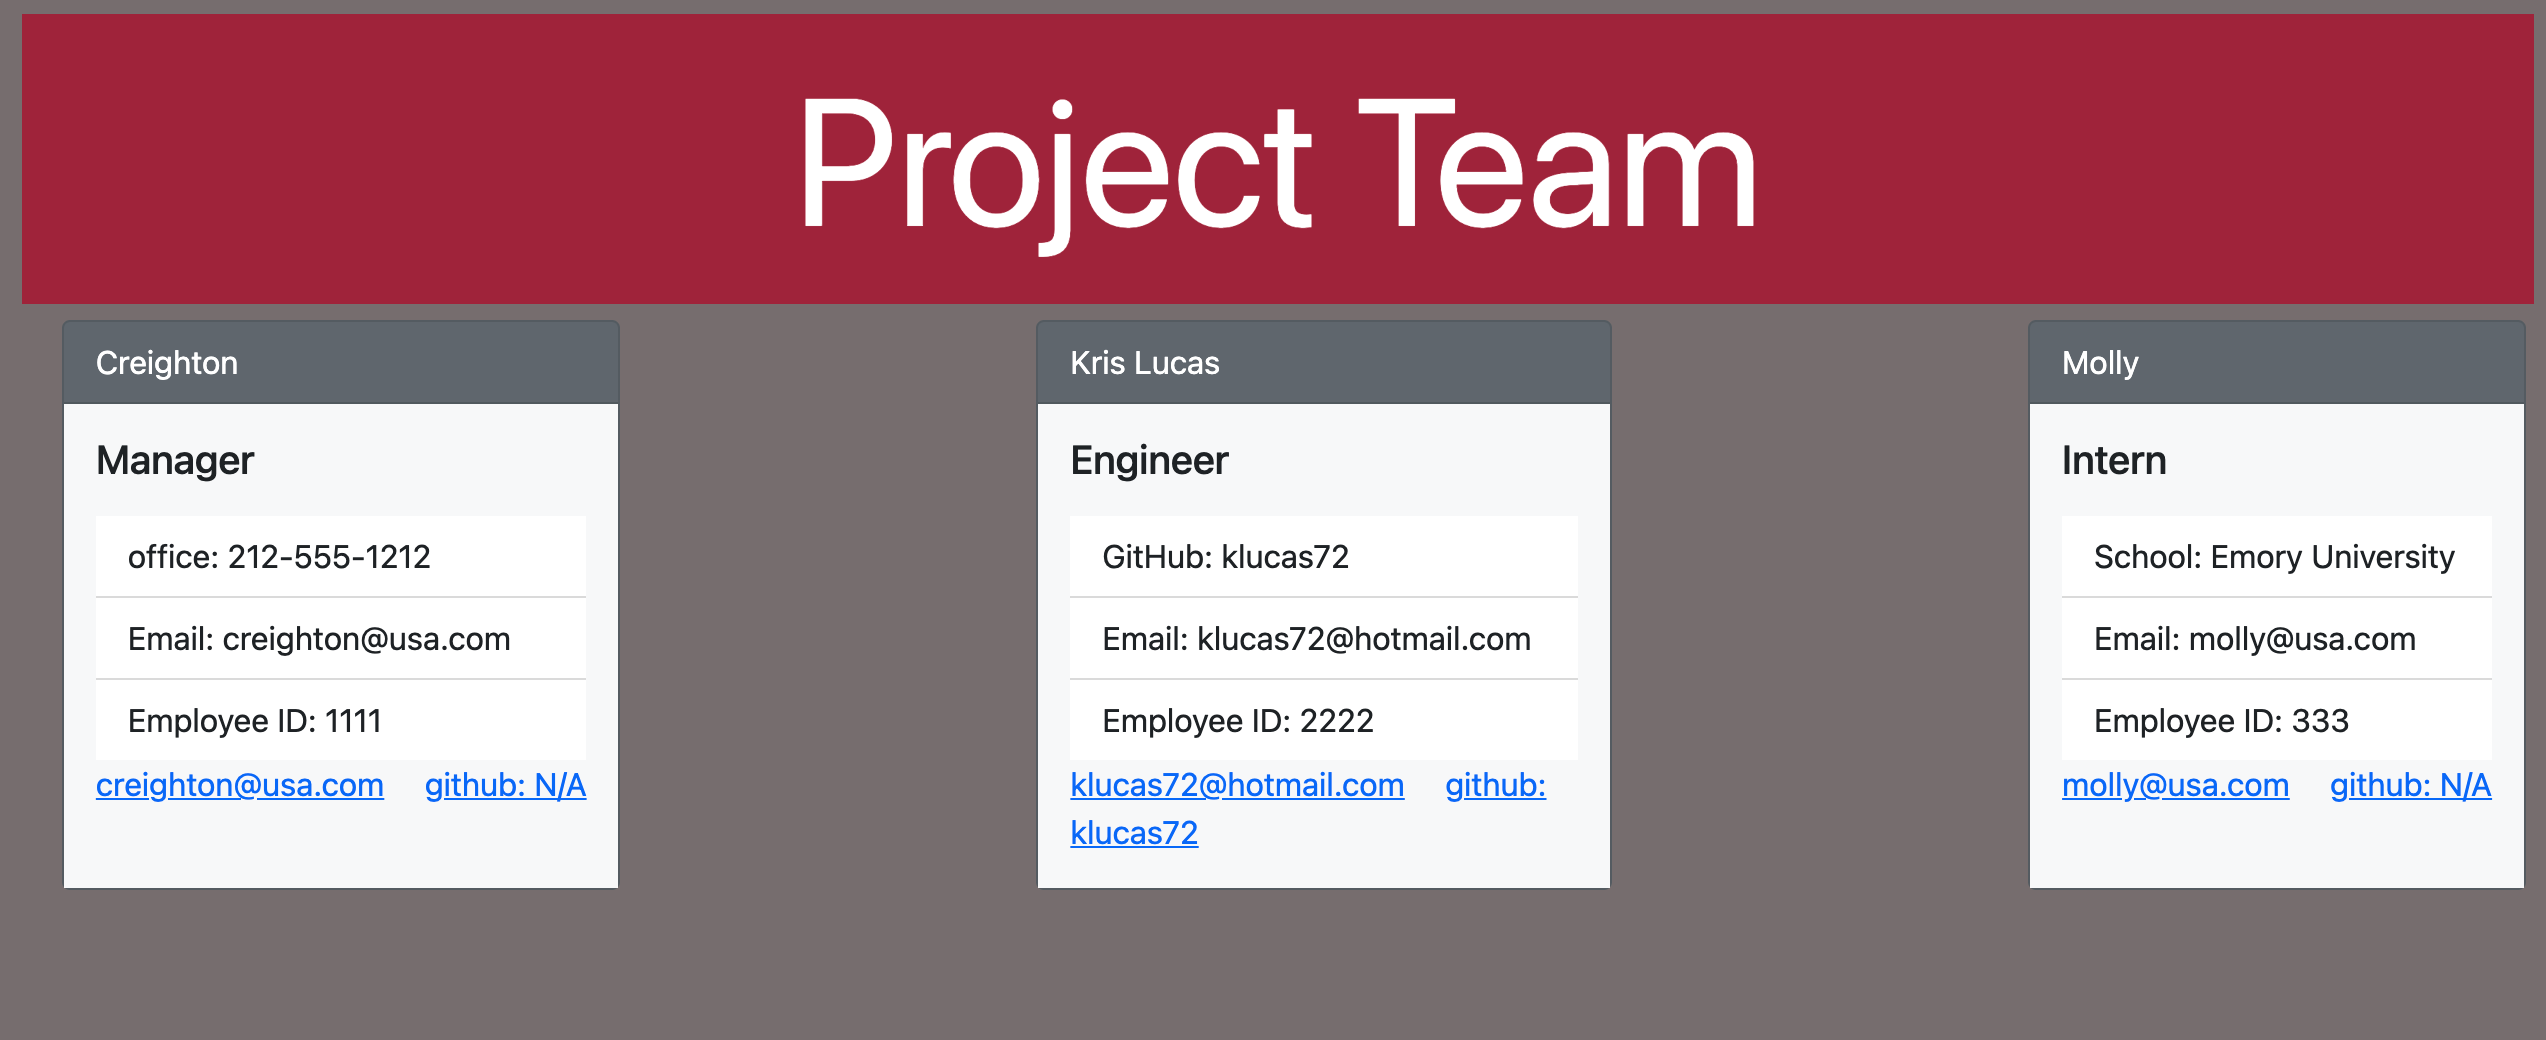 Project Team
Creighton
Manager
office: 212-555-1212
Email: creighton@usa.com
Employee ID: 1111
creighton@usa.com github: N/A
Kris Lucas
Engineer
GitHub: klucas72
Email: klucas72@hotmail.com
Employee ID: 2222
klucas72@hotmail.com github:
klucas72
Molly
Intern
School: Emory University
Email: molly@usa.com
Employee ID: 333
molly@usa.com github: N/A